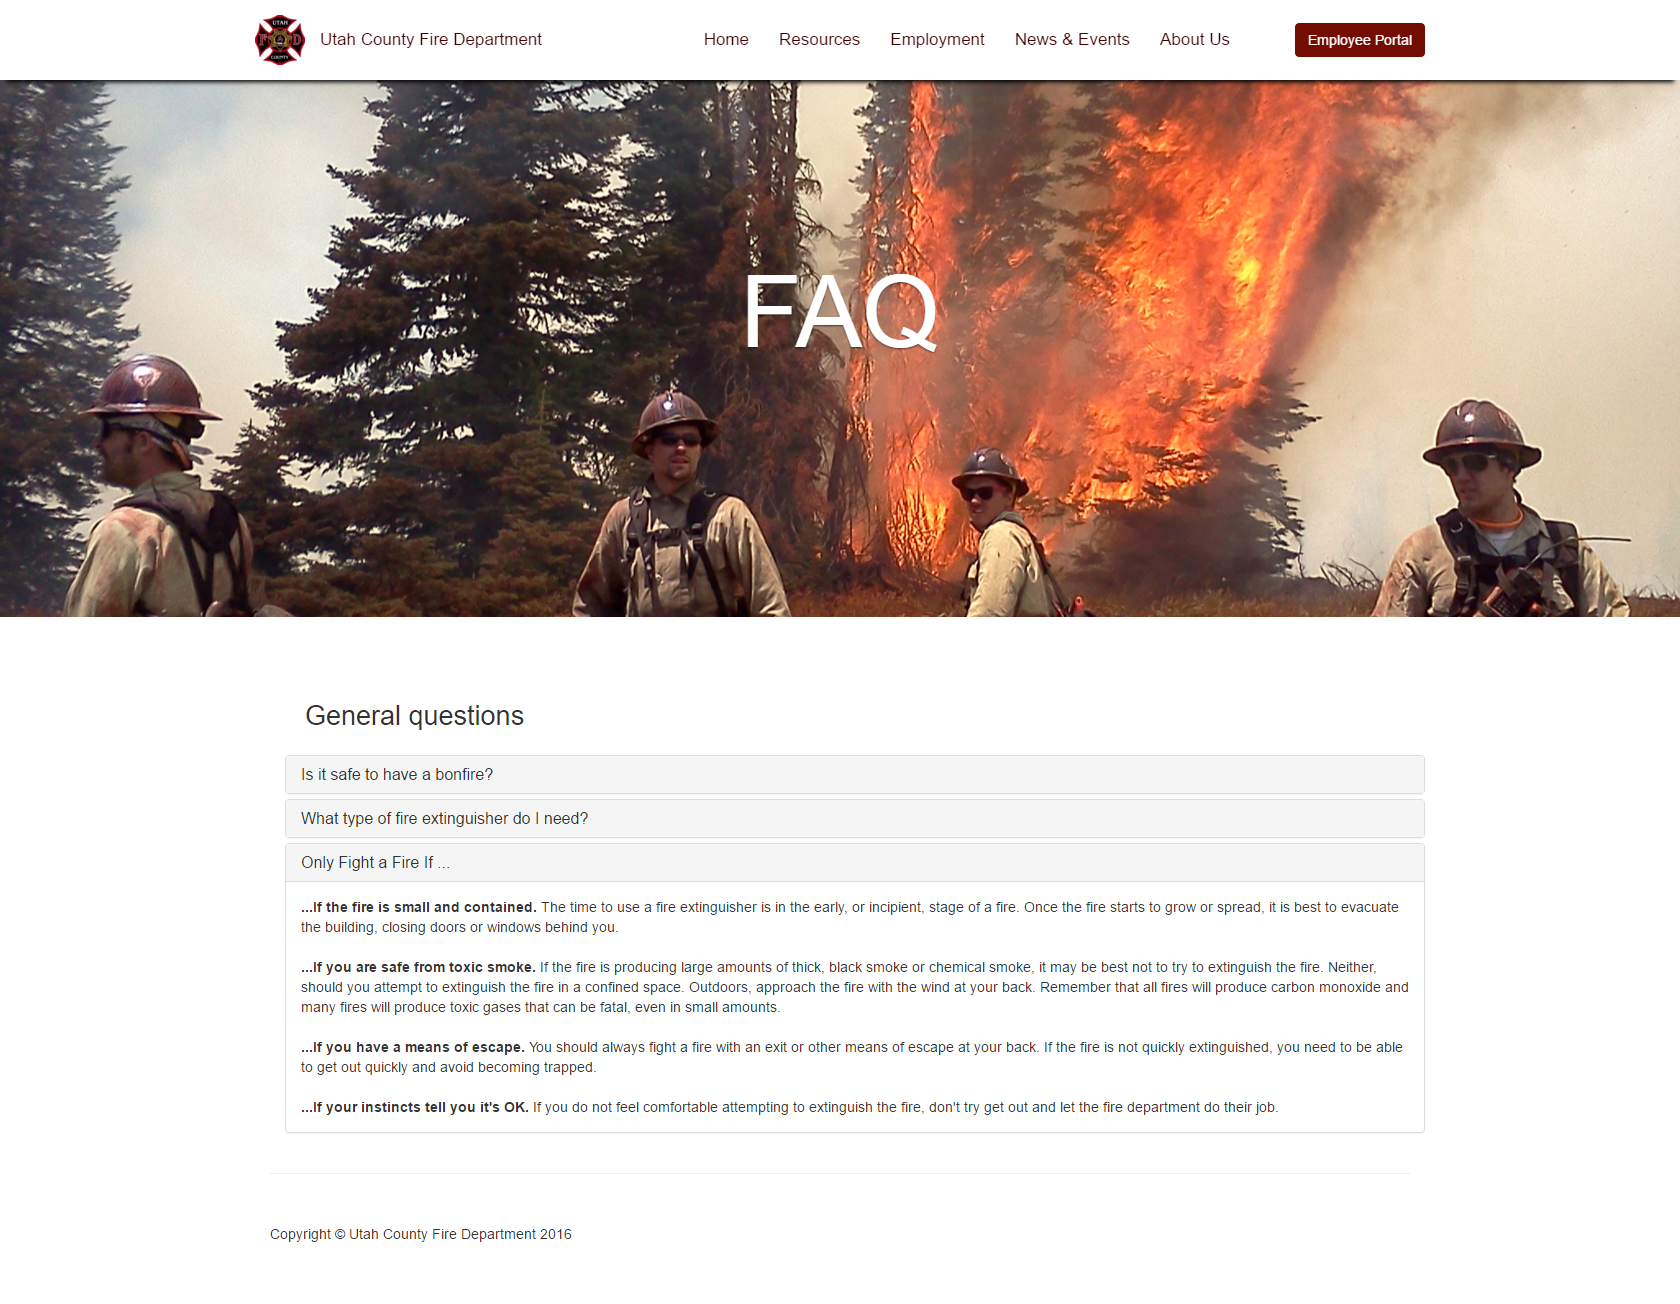 UTAH
F D
COUNTY
Utah County Fire Department
Home
Resources
Employment
News & Events
About Us
Employee Portal
FAQ
General questions
Is it safe to have a bonfire?
What type of fire extinguisher do I need?
Only Fight a Fire If ...
...If the fire is small and contained. The time to use a fire extinguisher is in the early, or incipient, stage of a fire. Once the fire starts to grow or spread, it is best to evacuate
the building, closing doors or windows behind you.
...If you are safe from toxic smoke. If the fire is producing large amounts of thick, black smoke or chemical smoke, it may be best not to try to extinguish the fire. Neither,
should you attempt to extinguish the fire in a confined space. Outdoors, approach the fire with the wind at your back. Remember that all fires will produce carbon monoxide and
many fires will produce toxic gases that can be fatal, even in small amounts.
...If you have a means of escape. You should always fight a fire with an exit or other means of escape at your back. If the fire is not quickly extinguished, you need to be able
to get out quickly and avoid becoming trapped.
...If your instincts tell you it's OK. If you do not feel comfortable attempting to extinguish the fire, don't try get out and let the fire department do their job.
Copyright © Utah County Fire Department 2016